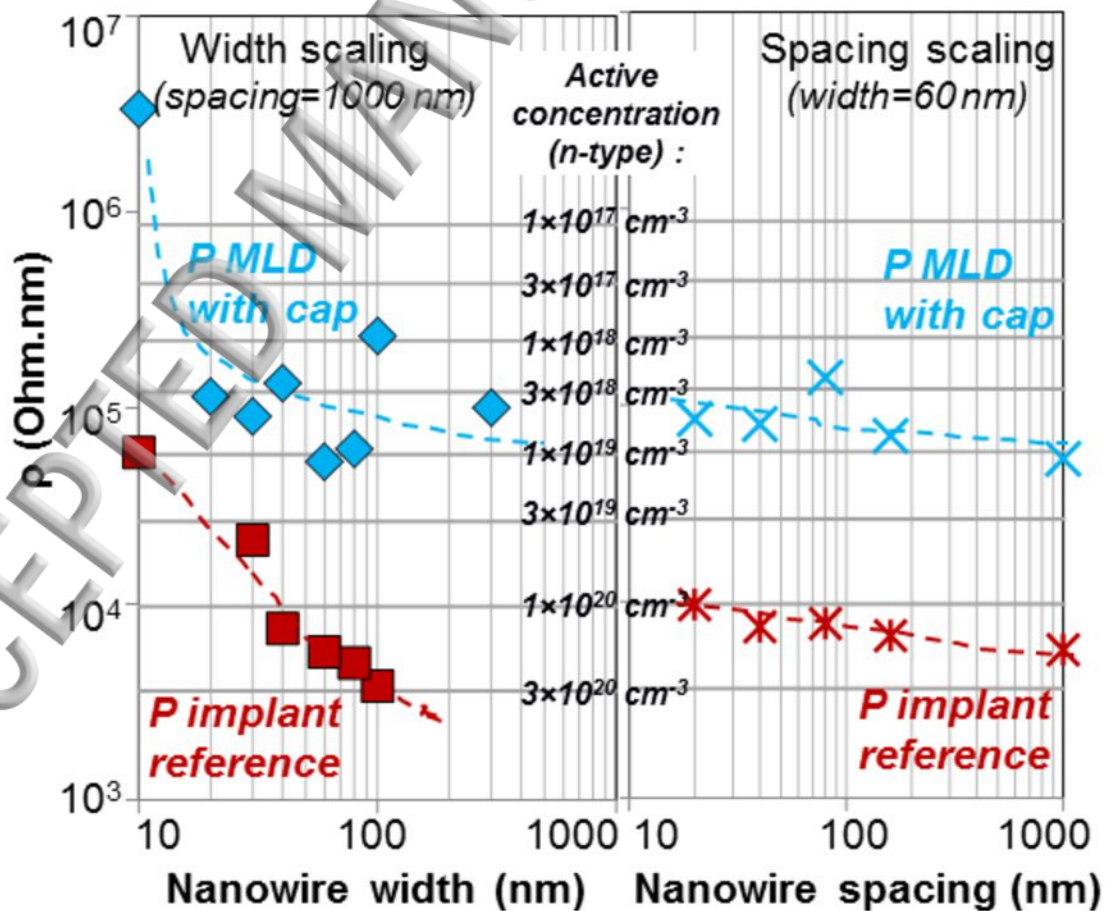 10⁷
10⁶
10⁵
10⁴
10³
ρ (Ohm.nm)
Width scaling
(spacing=1000 nm)
P MLD
with cap
P implant
reference
10
100
1000
Nanowire width (nm)
Active
concentration
(n-type) :
1×10¹⁷ cm⁻³
3×10¹⁷ cm⁻³
1×10¹⁸ cm⁻³
3×10¹⁸ cm⁻³
1×10¹⁹ cm⁻³
3×10¹⁹ cm⁻³
1×10²⁰ cm⁻³
3×10²⁰ cm⁻³
Spacing scaling
(width=60 nm)
P MLD
with cap
P implant
reference
10
100
1000
Nanowire spacing (nm)
CEPTED MAN